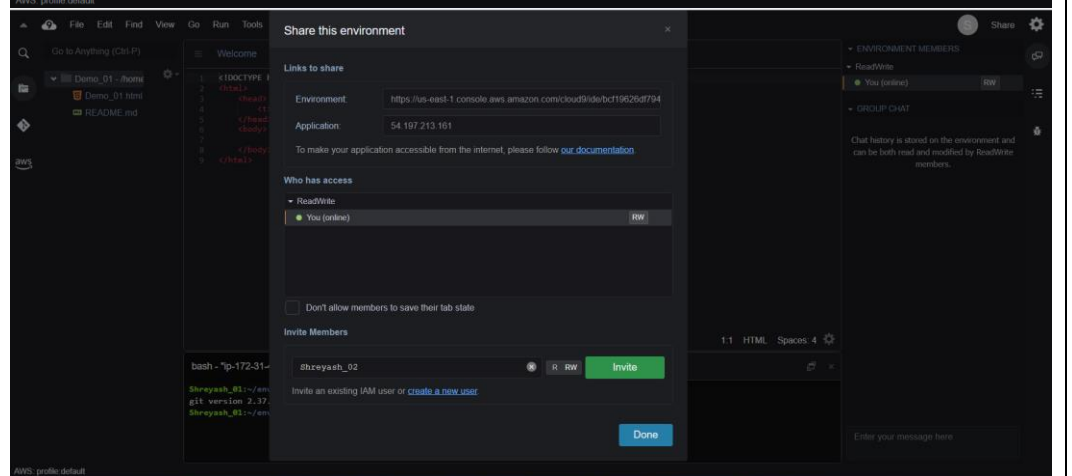 AWS: profile:default
File Edit Find View Go Run Tools
Share
Go to Anything (Ctrl-P)
Welcome
Demo_01 - /home
Demo_01.html
README.md
aws
1 <!DOCTYPE
2 <html>
3 <head>
4
5 </head>
6 <body>
7
8 </body>
9 </html>
Share this environment
Links to share
Environment: https://us-east-1.console.aws.amazon.com/cloud9/ide/bcf19626df794
Application: 54.197.213.161
To make your application accessible from the internet, please follow our documentation.
Who has access
ReadWrite
You (online) RW
Don't allow members to save their tab state
Invite Members
Shreyash_02 R RW Invite
Invite an existing IAM user or create a new user.
Done
1:1 HTML Spaces: 4
bash - "ip-172-31-
Shreyash_01:~/env
git version 2.37.
Shreyash_01:~/env
S
ENVIRONMENT MEMBERS
ReadWrite
You (online) RW
GROUP CHAT
Chat history is stored on the environment and
can be both read and modified by ReadWrite
members.
Enter your message here
AWS: profile:default